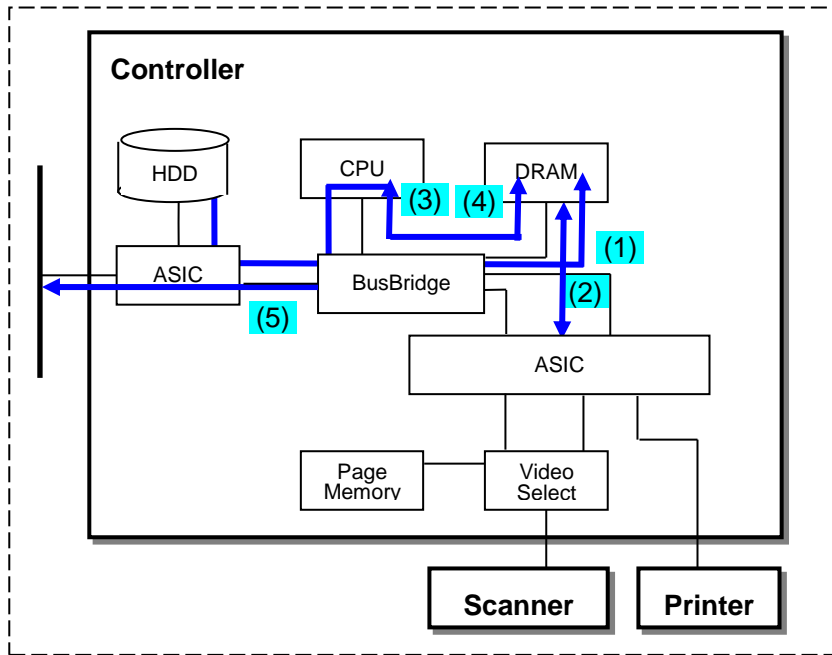 Controller
HDD
CPU
DRAM
(3)
(4)
(1)
ASIC
BusBridge
(2)
(5)
ASIC
Page
Memory
Video
Select
Scanner
Printer